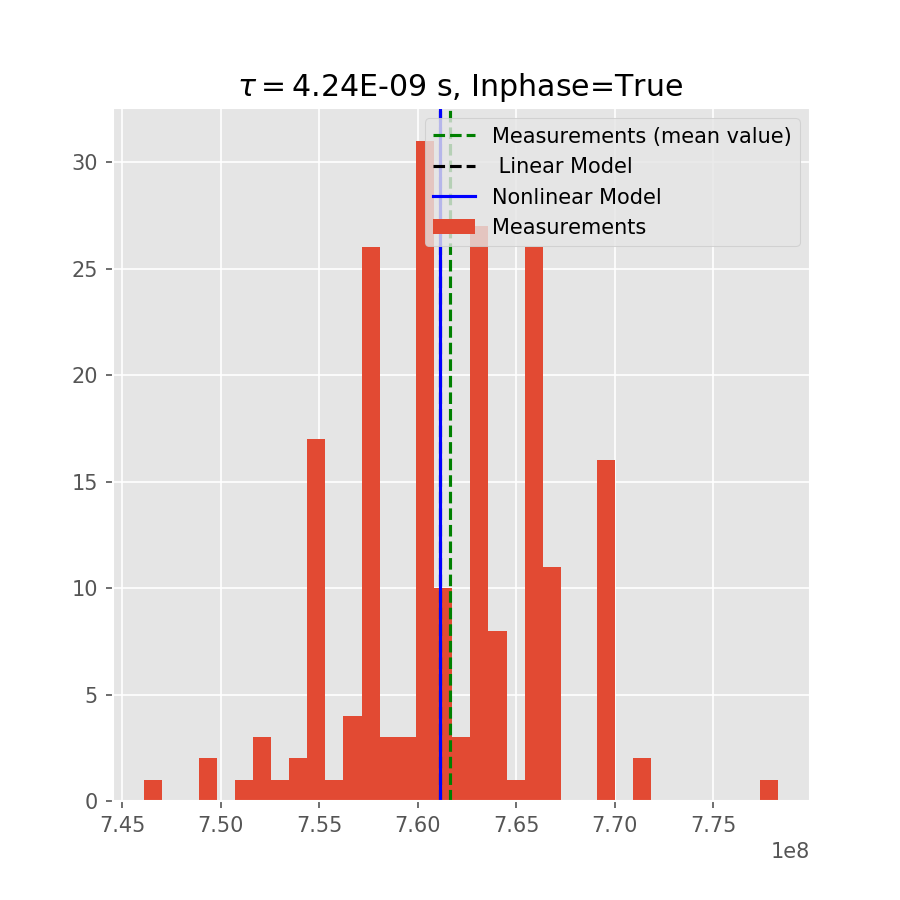 τ = 4.24E-09 s, Inphase=True
Measurements (mean value)
Linear Model
Nonlinear Model
Measurements
30
25
20
15
10
5
0
7.45 7.50 7.55 7.60 7.65 7.70 7.75
1e8